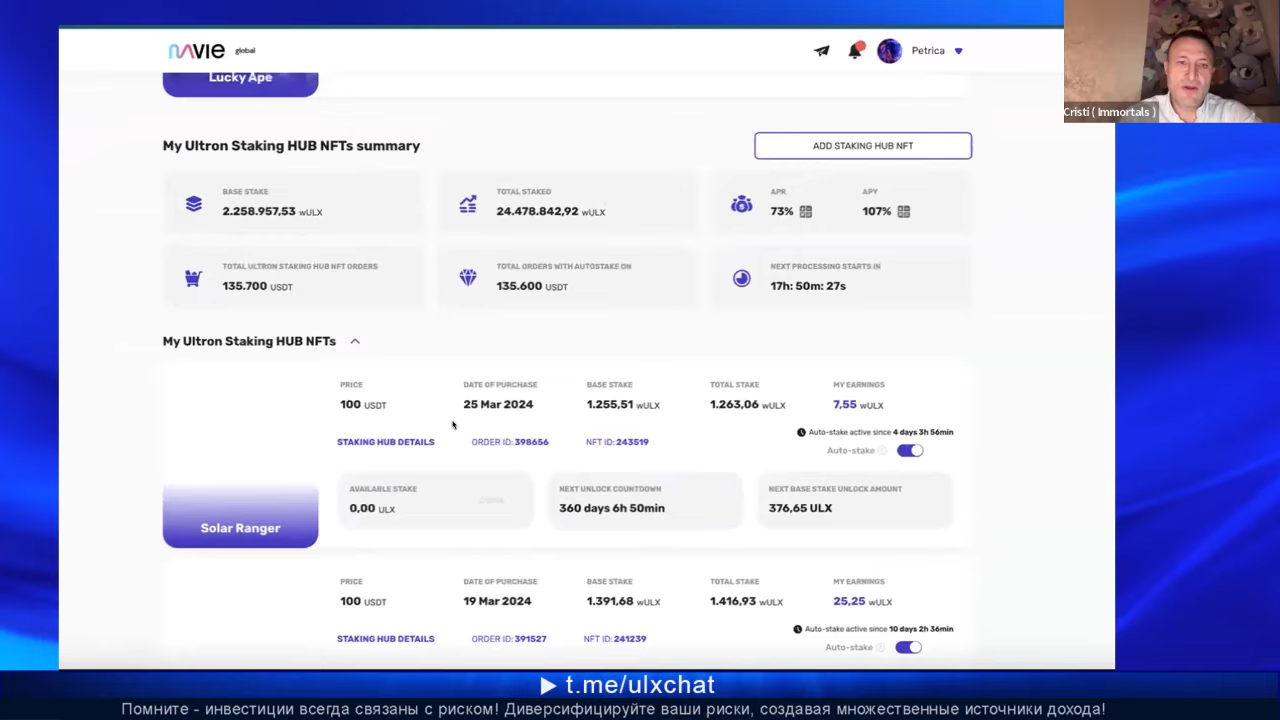 naVIE global
Petrica
Cristi ( Immortals )
Lucky Ape
My Ultron Staking HUB NFTs summary
ADD STAKING HUB NFT
BASE STAKE
2.258.957,53 wULX
TOTAL STAKED
24.478.842,92 wULX
APR
73%
APY
107%
TOTAL ULTRON STAKING HUB NFT ORDERS
135.700 USDT
TOTAL ORDERS WITH AUTOSTAKE ON
135.600 USDT
NEXT PROCESSING STARTS IN
17h: 50m: 27s
My Ultron Staking HUB NFTs
PRICE
100 USDT
DATE OF PURCHASE
25 Mar 2024
BASE STAKE
1.255,51 wULX
TOTAL STAKE
1.263,06 wULX
MY EARNINGS
7,55 wULX
STAKING HUB DETAILS
ORDER ID: 398656
NFT ID: 243519
Auto-stake active since 4 days 3h 56min
Auto-stake
AVAILABLE STAKE
0,00 ULX
NEXT UNLOCK COUNTDOWN
360 days 6h 50min
NEXT BASE STAKE UNLOCK AMOUNT
376,65 ULX
Solar Ranger
PRICE
100 USDT
DATE OF PURCHASE
19 Mar 2024
BASE STAKE
1.391,68 wULX
TOTAL STAKE
1.416,93 wULX
MY EARNINGS
25,25 wULX
STAKING HUB DETAILS
ORDER ID: 391527
NFT ID: 241239
Auto-stake active since 10 days 2h 36min
Auto-stake
t.me/ulxchat
Помните - инвестиции всегда связаны с риском! Диверсифицируйте ваши риски, создавая множественные источники дохода!